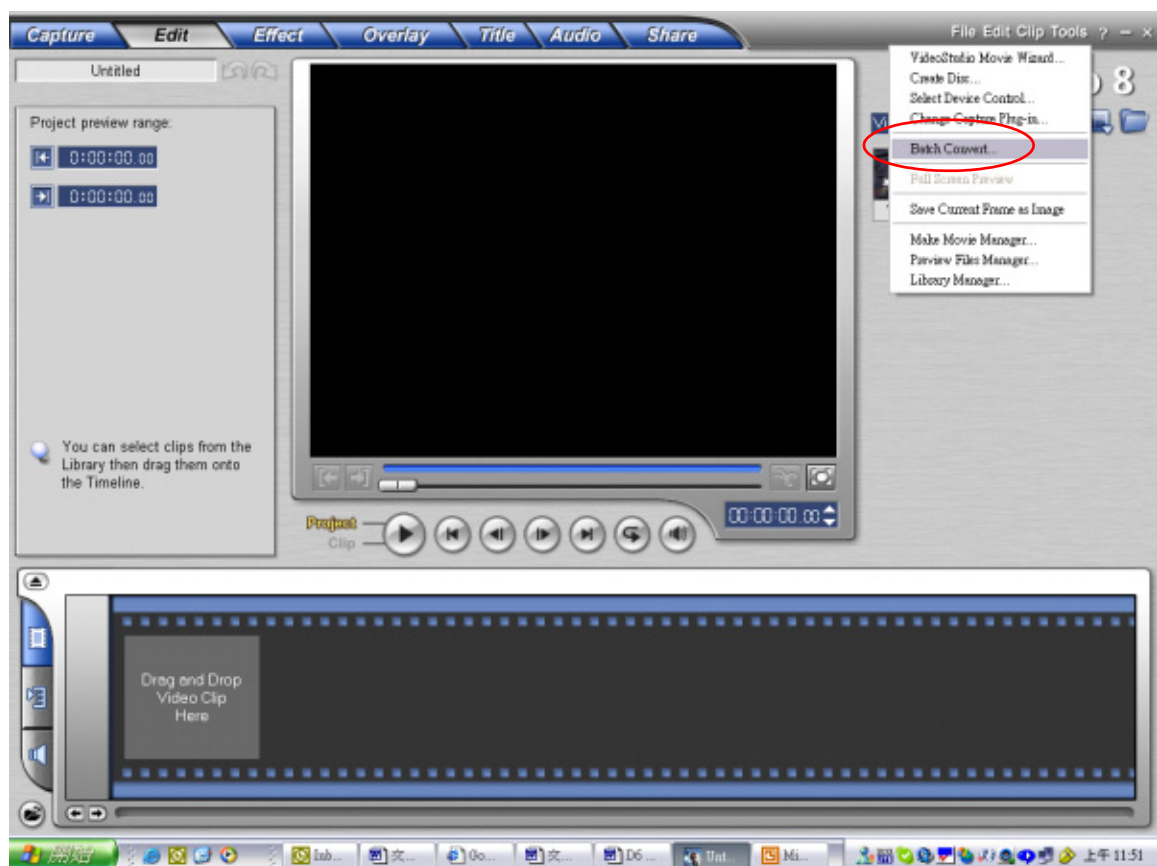 Capture Edit Effect Overlay Title Audio Share
File Edit Clip Tools ? − ×
Untitled
8
Project preview range:
0:00:00.00
0:00:00.00
VideoStudio Movie Wizard...
Create Disc...
Select Device Control...
Change Capture Plug-in...
Batch Convert...
Full Screen Preview
Save Current Frame as Image
Make Movie Manager...
Preview Files Manager...
Library Manager...
You can select clips from the
Library then drag them onto
the Timeline.
Project
Clip
00:00:00.00
Drag and Drop
Video Clip
Here
開始 Inb... 文... Go... 文... D6 ... Unt... Mi... 上午 11:51